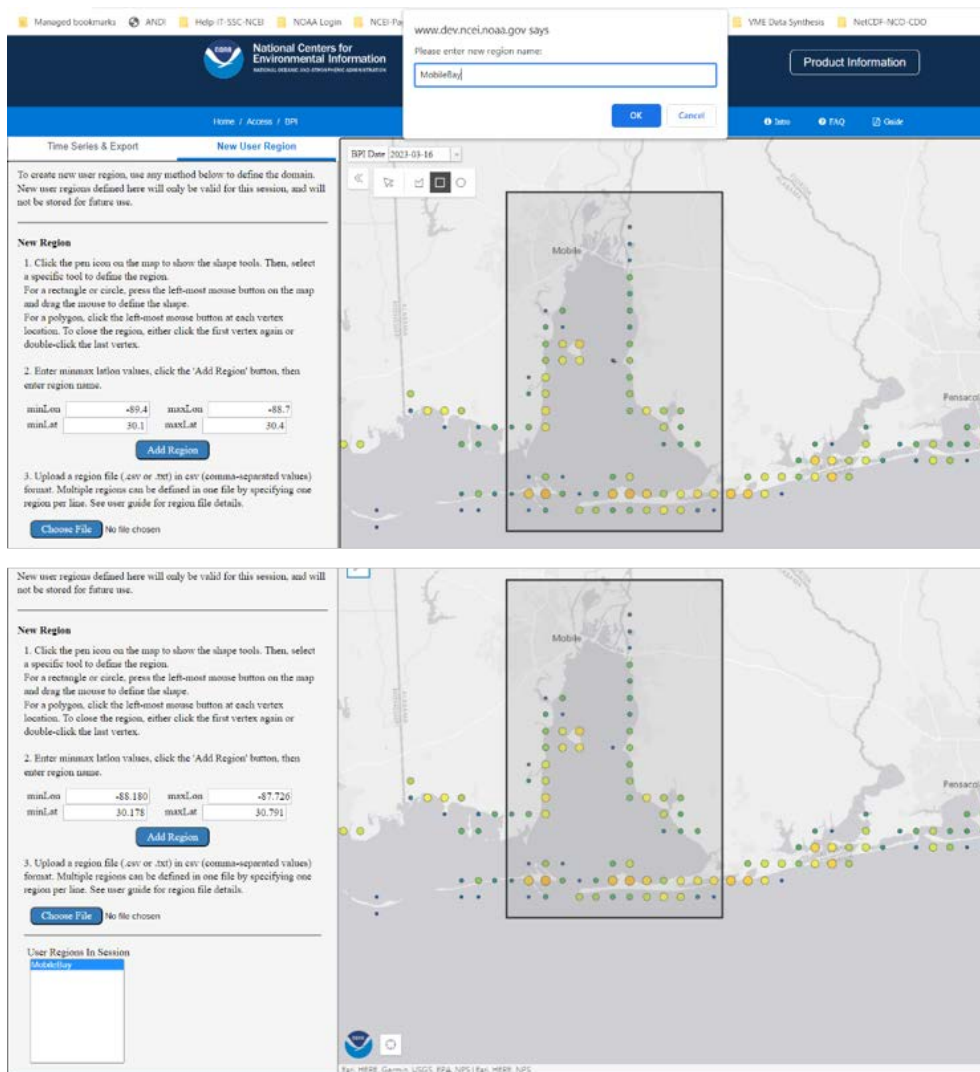 Managed bookmarks
ANDI
Help-IT-SSC-NCEI
NOAA Login
NCEI-Pa
VME Data Synthesis
NetCDF-NCO-CDO
www.dev.ncei.noaa.gov says
Please enter new region name:
MobileBay
OK
Cancel
National Centers for
Environmental Information
NATIONAL OCEANIC AND ATMOSPHERIC ADMINISTRATION
Product Information
Home / Access / BPI
Intro
FAQ
Guide
Time Series & Export
New User Region
To create new user region, use any method below to define the domain.
New user regions defined here will only be valid for this session, and will
not be stored for future use.
New Region
1. Click the pen icon on the map to show the shape tools. Then, select
a specific tool to define the region.
For a rectangle or circle, press the left-most mouse button on the map
and drag the mouse to define the shape.
For a polygon, click the left-most mouse button at each vertex
location. To close the region, either click the first vertex again or
double-click the last vertex.
2. Enter minmax latlon values, click the 'Add Region' button, then
enter region name.
minLon -89.4 maxLon -88.7
minLat 30.1 maxLat 30.4
Add Region
3. Upload a region file (.csv or .txt) in csv (comma-separated values)
format. Multiple regions can be defined in one file by specifying one
region per line. See user guide for region file details.
Choose File No file chosen
BPI Date 2023-03-16
Mobile
Pensacol
New user regions defined here will only be valid for this session, and will
not be stored for future use.
New Region
1. Click the pen icon on the map to show the shape tools. Then, select
a specific tool to define the region.
For a rectangle or circle, press the left-most mouse button on the map
and drag the mouse to define the shape.
For a polygon, click the left-most mouse button at each vertex
location. To close the region, either click the first vertex again or
double-click the last vertex.
2. Enter minmax latlon values, click the 'Add Region' button, then
enter region name.
minLon -88.180 maxLon -87.726
minLat 30.178 maxLat 30.791
Add Region
3. Upload a region file (.csv or .txt) in csv (comma-separated values)
format. Multiple regions can be defined in one file by specifying one
region per line. See user guide for region file details.
Choose File No file chosen
User Regions In Session
MobileBay
Mobile
Pensacol
Esri, HERE, Garmin, USGS, EPA, NPS | Esri, HERE, NPS